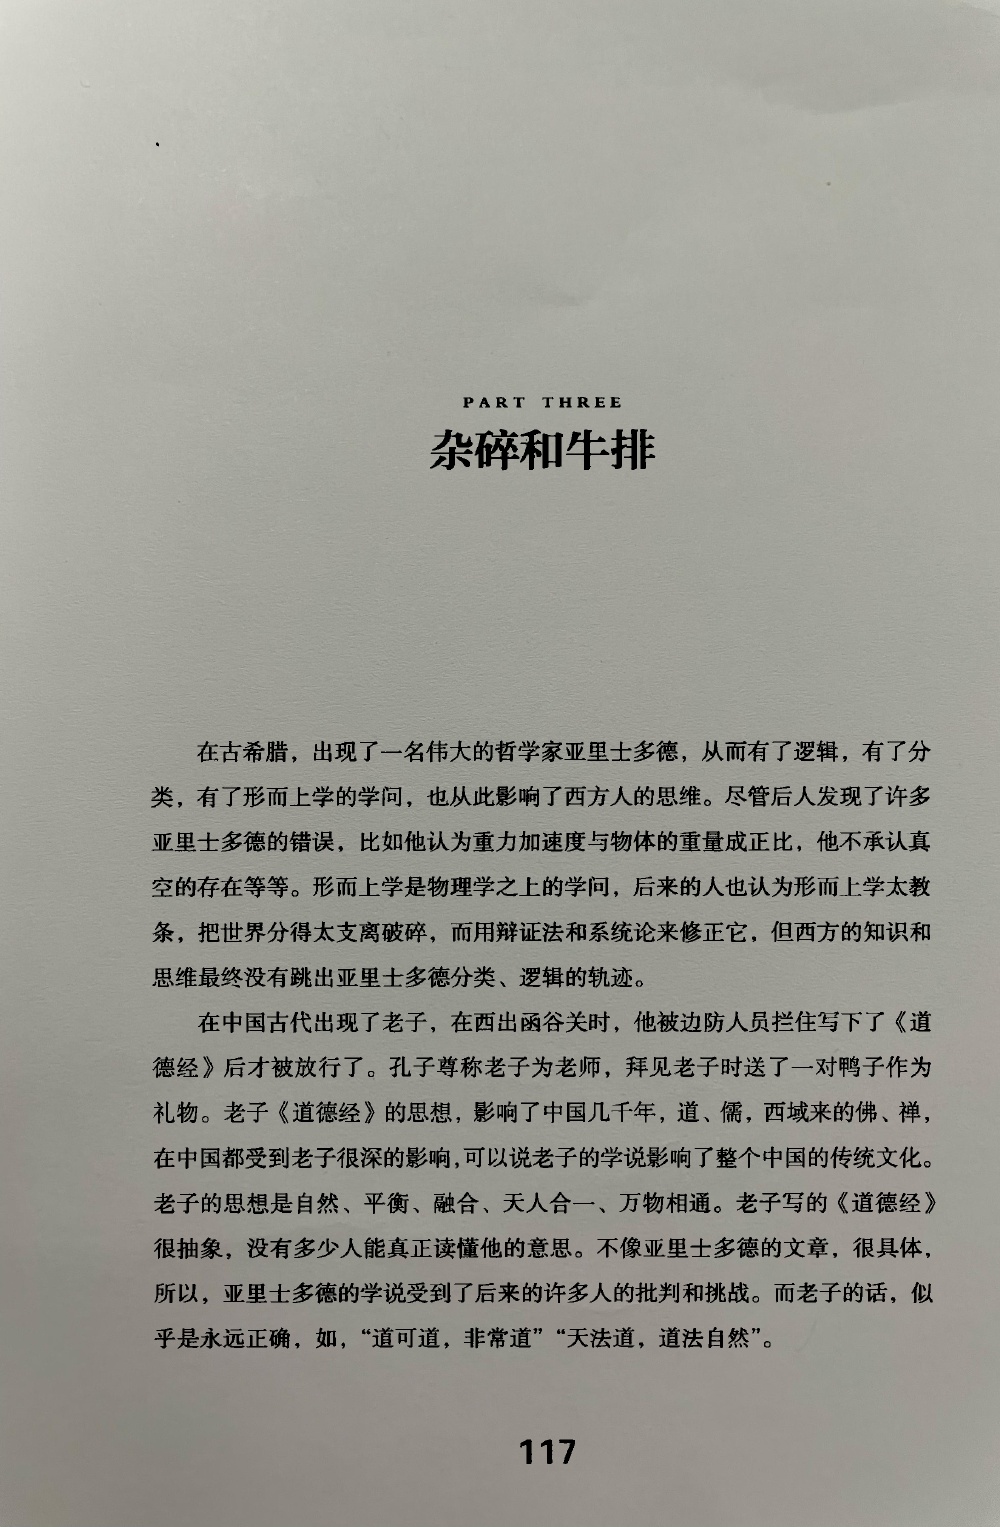 PART THREE
杂碎和牛排
在古希腊，出现了一名伟大的哲学家亚里士多德，从而有了逻辑，有了分
类，有了形而上学的学问，也从此影响了西方人的思维。尽管后人发现了许多
亚里士多德的错误，比如他认为重力加速度与物体的重量成正比，他不承认真
空的存在等等。形而上学是物理学之上的学问，后来的人也认为形而上学太教
条，把世界分得太支离破碎，而用辩证法和系统论来修正它，但西方的知识和
思维最终没有跳出亚里士多德分类、逻辑的轨迹。
在中国古代出现了老子，在西出函谷关时，他被边防人员拦住写下了《道
德经》后才被放行了。孔子尊称老子为老师，拜见老子时送了一对鸭子作为
礼物。老子《道德经》的思想，影响了中国几千年，道、儒，西域来的佛、禅，
在中国都受到老子很深的影响，可以说老子的学说影响了整个中国的传统文化。
老子的思想是自然、平衡、融合、天人合一、万物相通。老子写的《道德经》
很抽象，没有多少人能真正读懂他的意思。不像亚里士多德的文章，很具体，
所以，亚里士多德的学说受到了后来的许多人的批判和挑战。而老子的话，似
乎是永远正确，如，“道可道，非常道”“天法道，道法自然”。
117